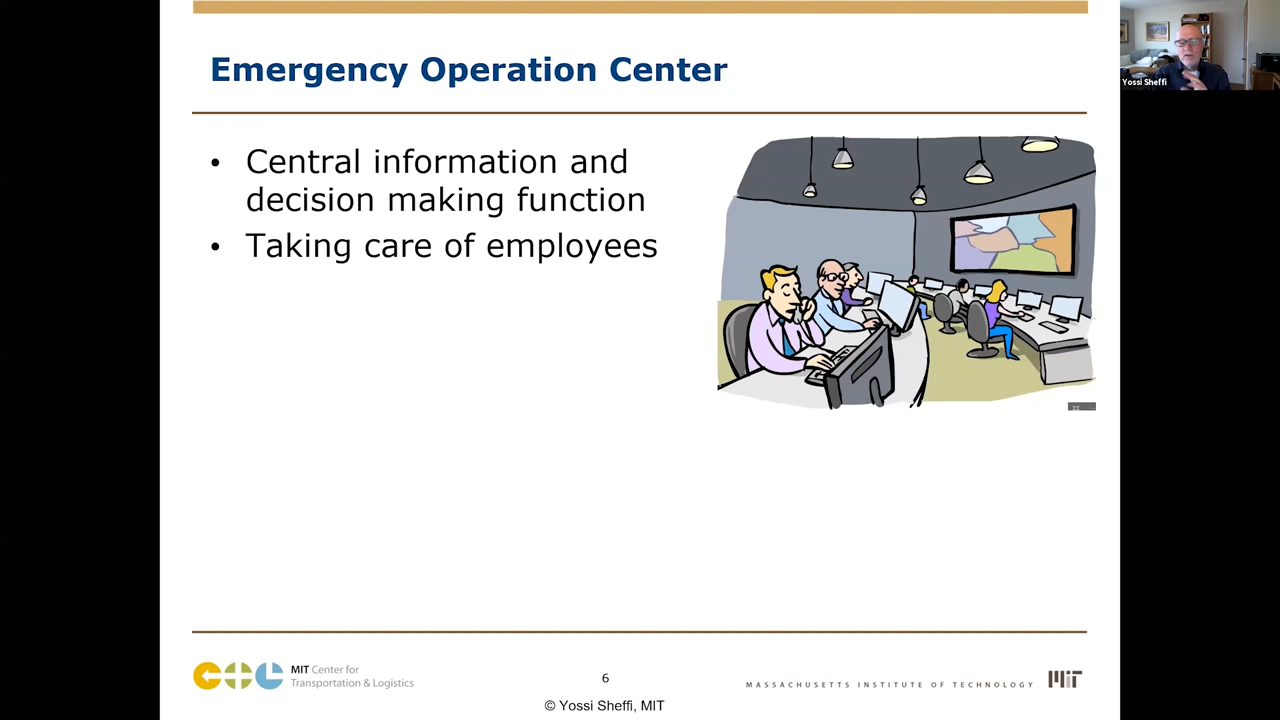 Emergency Operation Center
Yossi Sheffi
• Central information and
decision making function
• Taking care of employees
MIT Center for
Transportation & Logistics
6
MASSACHUSETTS INSTITUTE OF TECHNOLOGY
© Yossi Sheffi, MIT